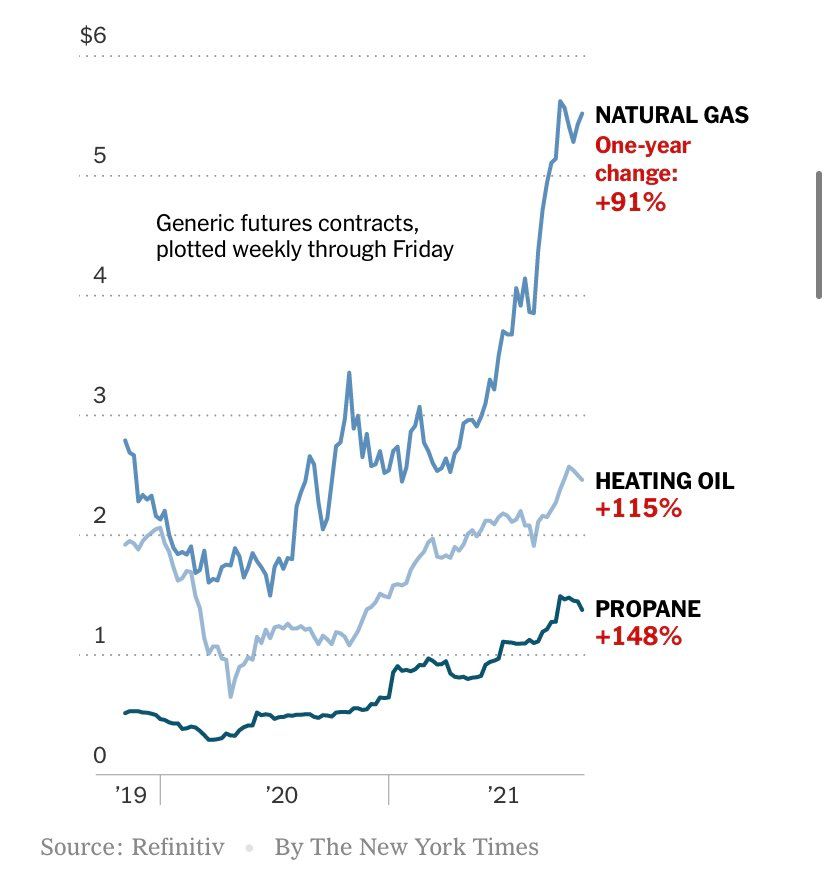 $6
NATURAL GAS
One-year
change:
+91%
5
Generic futures contracts,
plotted weekly through Friday
4
3
HEATING OIL
+115%
2
PROPANE
+148%
1
0
’19 ’20 ’21
Source: Refinitiv • By The New York Times